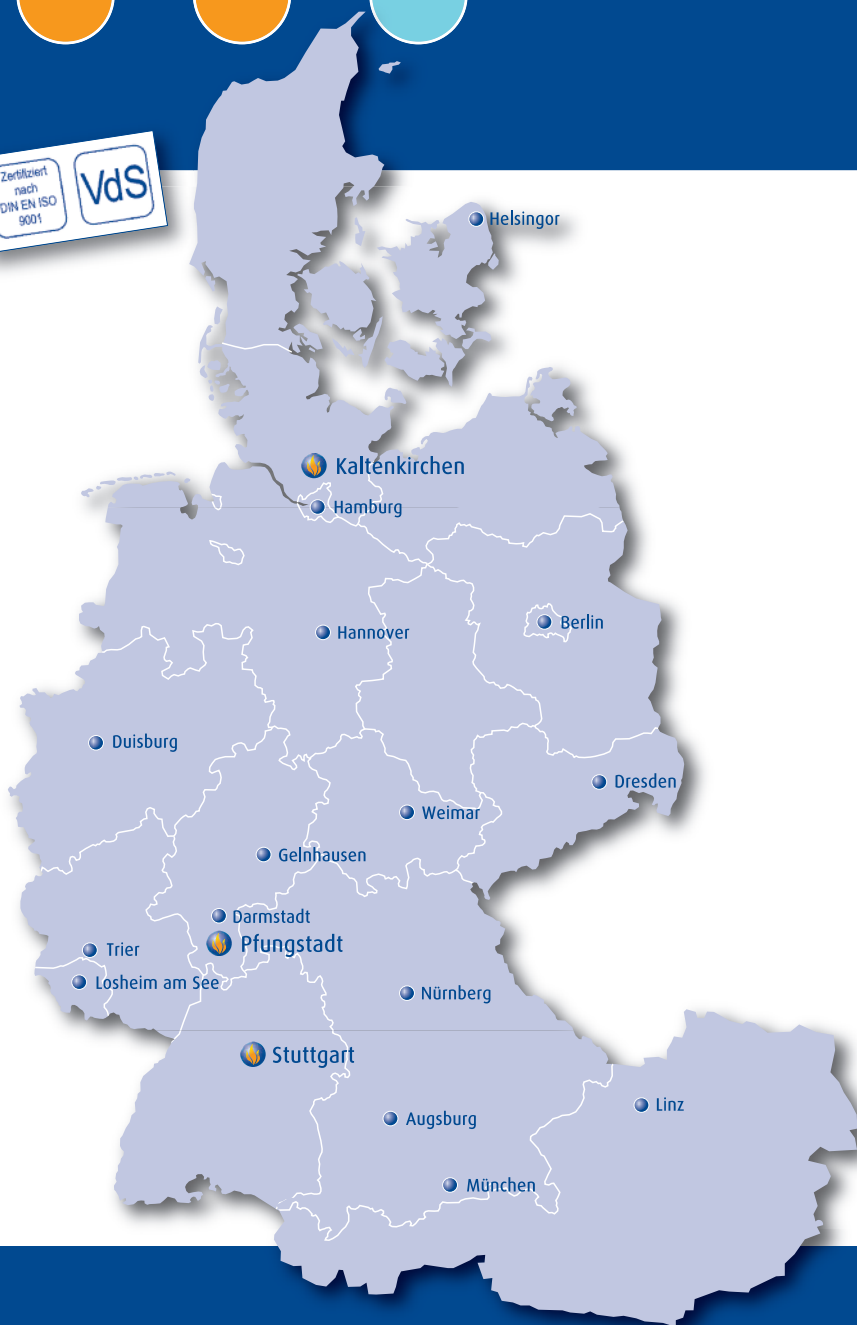 Zertifiziert
nach
DIN EN ISO
9001
VdS
Helsingor
Kaltenkirchen
Hamburg
Hannover
Berlin
Duisburg
Dresden
Weimar
Gelnhausen
Darmstadt
Pfungstadt
Trier
Losheim am See
Nürnberg
Stuttgart
Linz
Augsburg
München